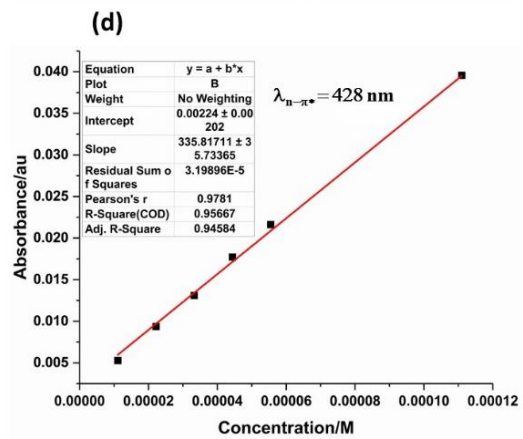 (d)
Equation y = a + b*x
Plot B
Weight No Weighting
Intercept 0.00224 ± 0.00
202
Slope 335.81711 ± 3
5.73365
Residual Sum o
f Squares 3.19896E-5
Pearson's r 0.9781
R-Square(COD) 0.95667
Adj. R-Square 0.94584
λn−π* = 428 nm
Absorbance/au
0.040
0.035
0.030
0.025
0.020
0.015
0.010
0.005
0.00000 0.00002 0.00004 0.00006 0.00008 0.00010 0.00012
Concentration/M